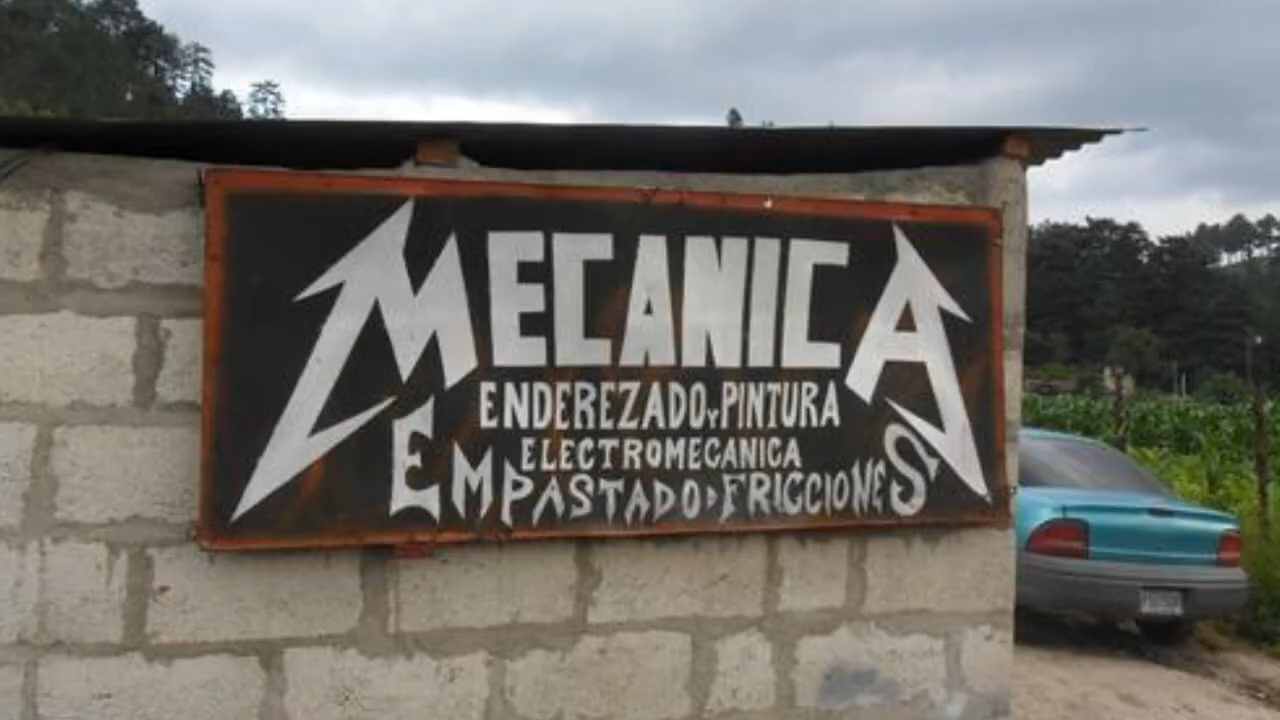 MECANICA
ENDEREZADO Y PINTURA
ELECTROMECANICA
EMPASTADO D FRICCIONES